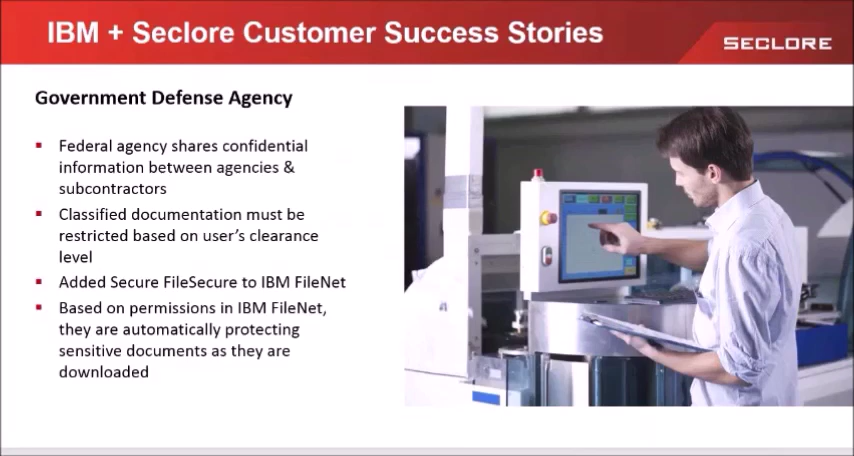 IBM + Seclore Customer Success Stories
SECLORE
Government Defense Agency
▪ Federal agency shares confidential
information between agencies &
subcontractors
▪ Classified documentation must be
restricted based on user's clearance
level
▪ Added Secure FileSecure to IBM FileNet
▪ Based on permissions in IBM FileNet,
they are automatically protecting
sensitive documents as they are
downloaded